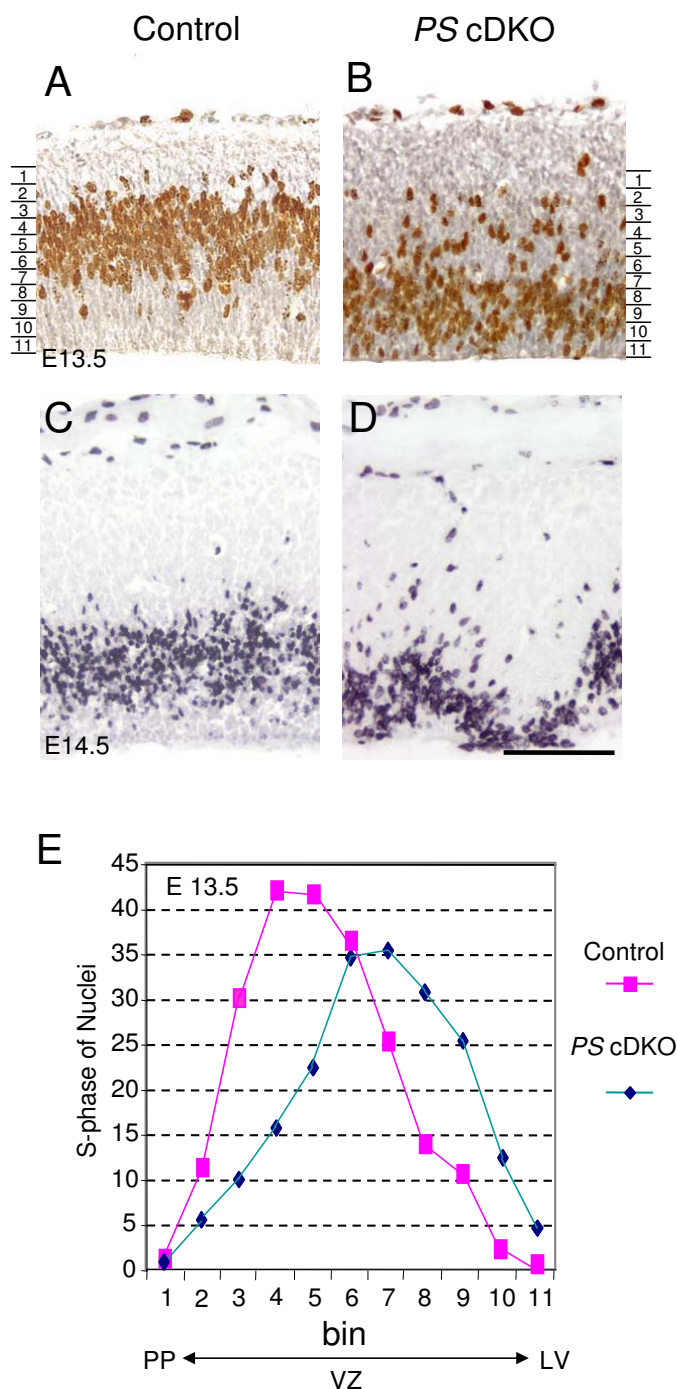 Control PS cDKO
A B
1
2
3
4
5
6
7
8
9
10
11
1
2
3
4
5
6
7
8
9
10
11
E13.5
C D
E14.5
E
45
40
35
30
25
20
15
10
5
0
S-phase of Nuclei
E 13.5
Control
PS cDKO
1 2 3 4 5 6 7 8 9 10 11
bin
PP LV
VZ